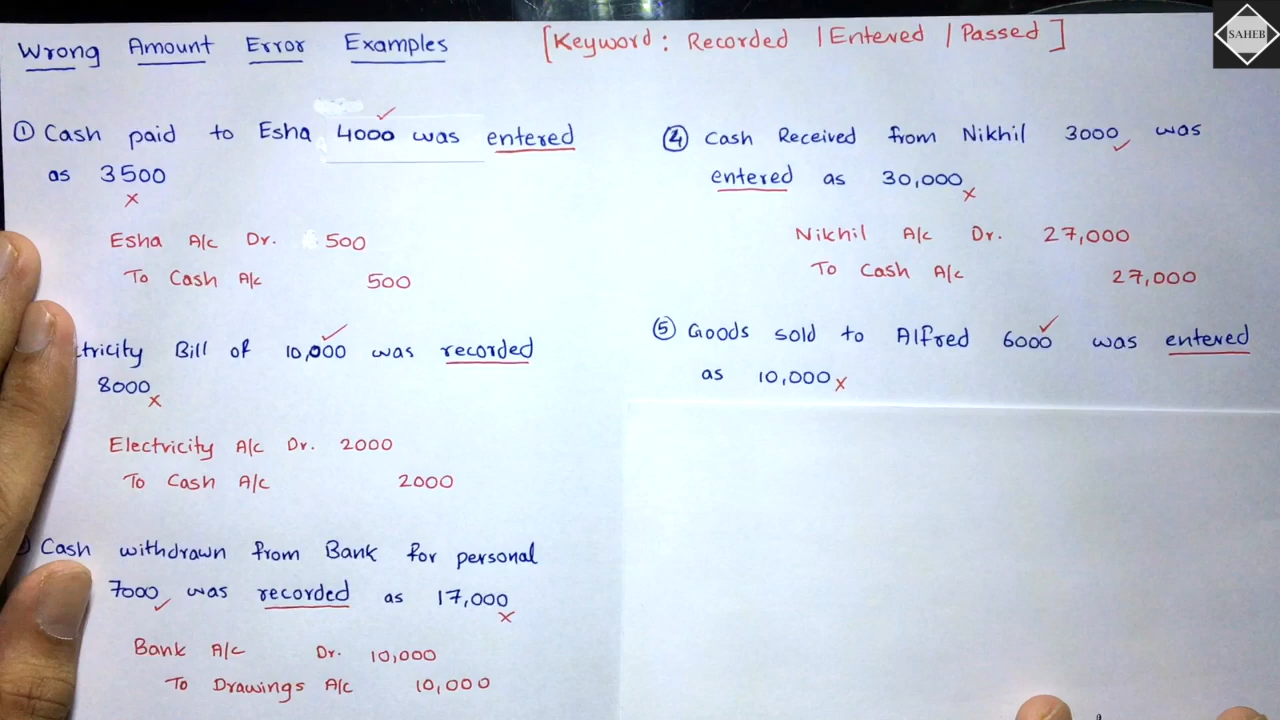 Wrong Amount Error Examples [Keyword: Recorded | Entered | Passed]
SAHEB
① Cash paid to Esha 4000 was entered
as 3500
Esha A/c Dr. 500
To Cash A/c 500
tricity Bill of 10,000 was recorded
8000
Electricity A/c Dr. 2000
To Cash A/c 2000
Cash withdrawn from Bank for personal
7000 was recorded as 17,000
Bank A/c Dr. 10,000
To Drawings A/c 10,000
④ Cash Received from Nikhil 3000 was
entered as 30,000
Nikhil A/c Dr. 27,000
To Cash A/c 27,000
⑤ Goods sold to Alfred 6000 was entered
as 10,000